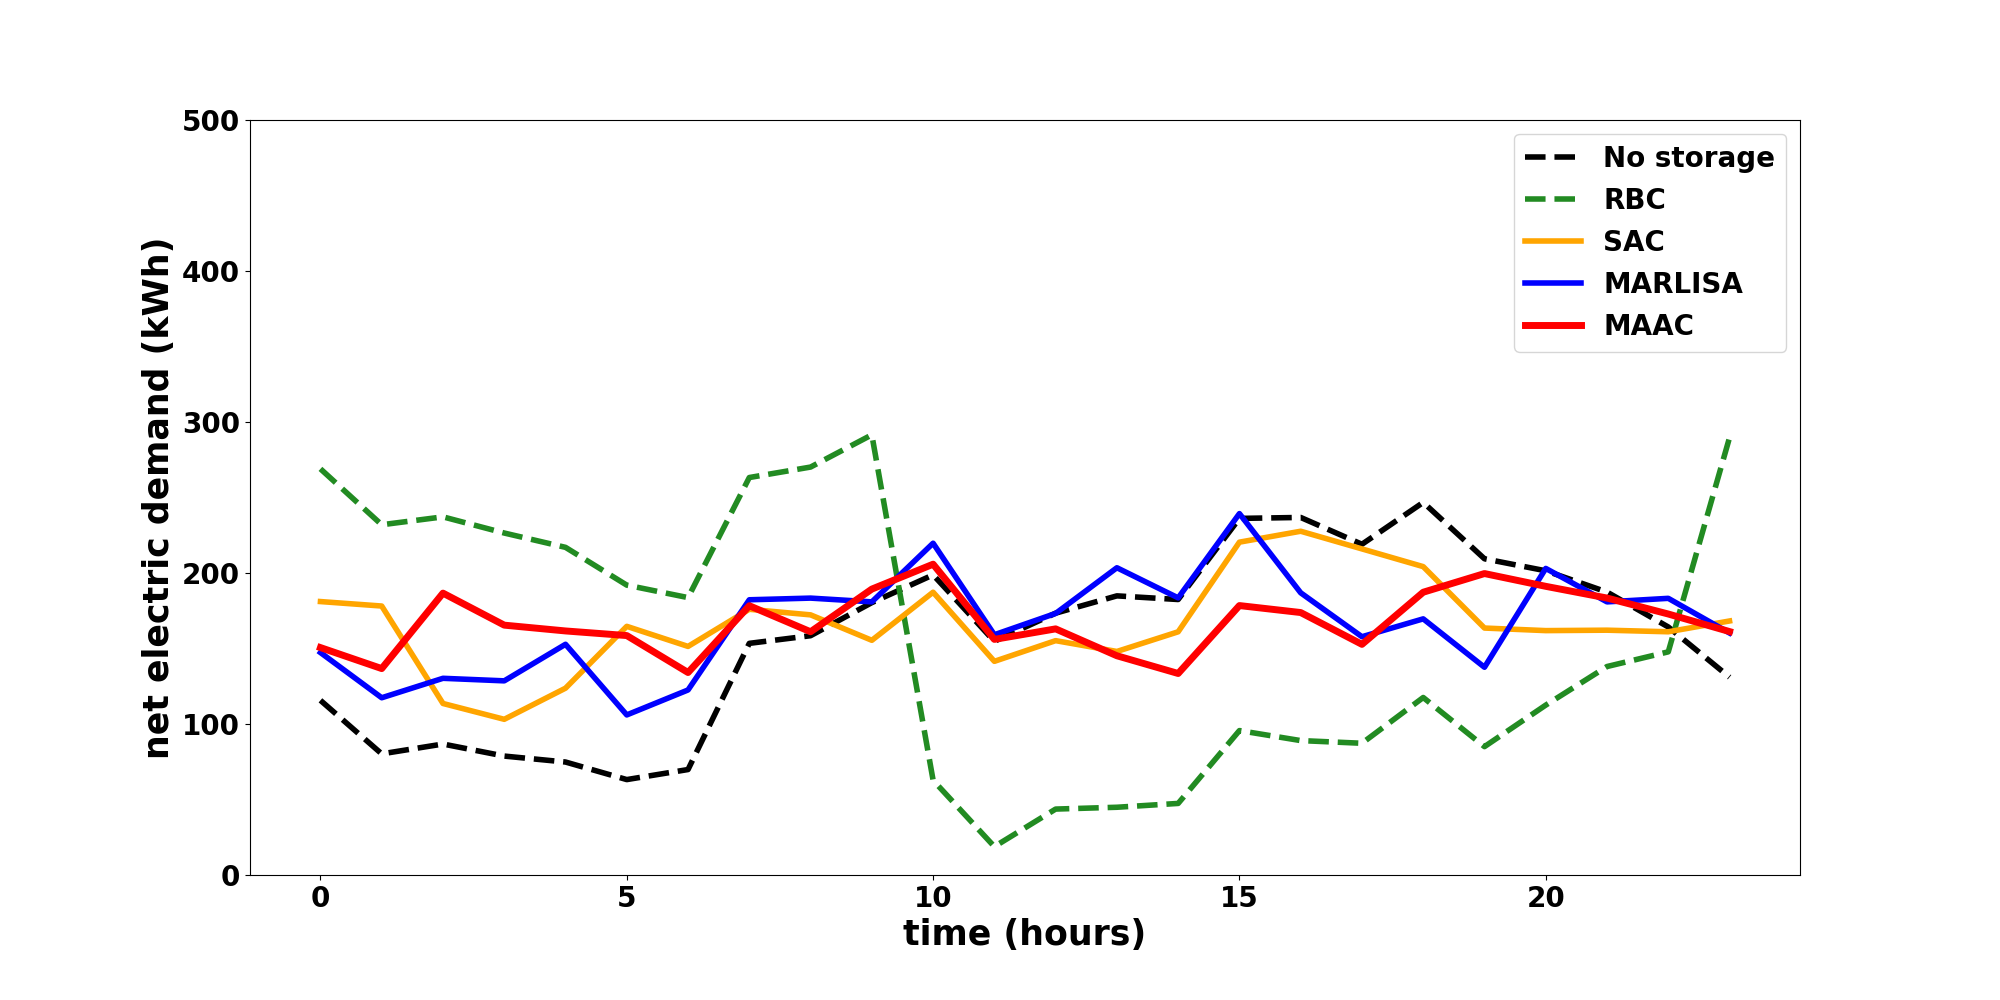 500
400
300
200
100
0
net electric demand (kWh)
No storage
RBC
SAC
MARLISA
MAAC
0 5 10 15 20
time (hours)